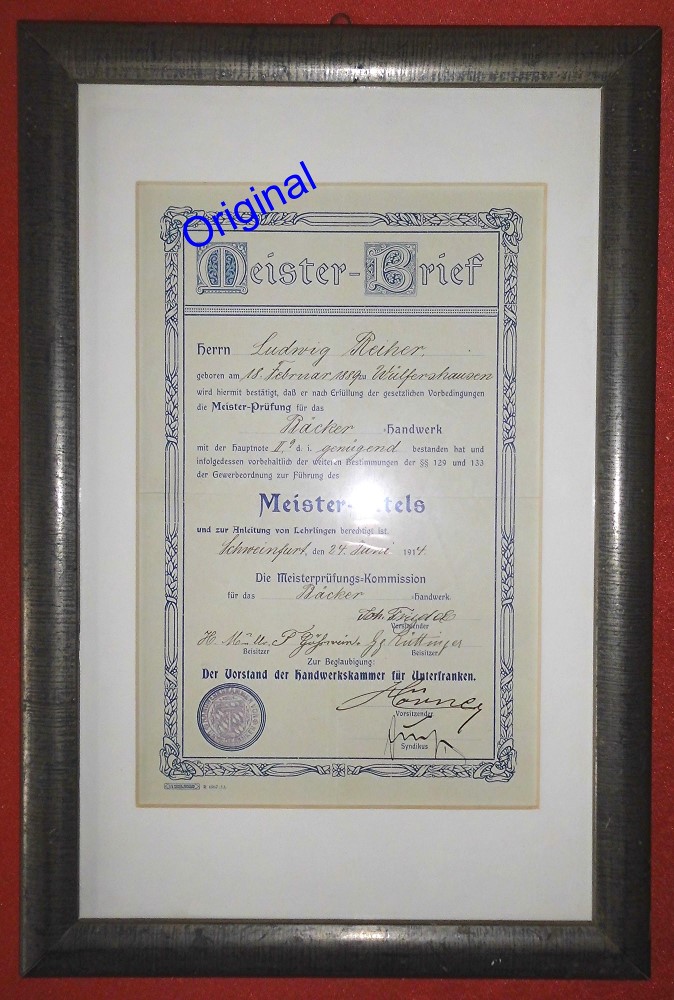 Original
Meister-Brief
Herrn Ludwig Reiher.
geboren am 18. Februar 1889 zu Wülfershausen
wird hiermit bestätigt, daß er nach Erfüllung der gesetzlichen Vorbedingungen
die Meister-Prüfung für das
Bäcker -Handwerk
mit der Hauptnote II.a d. i. genügend bestanden hat und
infolgedessen vorbehaltlich der weiteren Bestimmungen der §§ 129 und 133
der Gewerbeordnung zur Führung des
Meister-Titels
und zur Anleitung von Lehrlingen berechtigt ist.
Schweinfurt, den 24. Juni 1914.
Die Meisterprüfungs-Kommission
für das Bäcker -Handwerk.
Joh.
Vorsitzender
H. Hüttinger
Beisitzer Beisitzer
Zur Beglaubigung:
Der Vorstand der Handwerkskammer für Unterfranken.
Vorsitzender
Syndikus